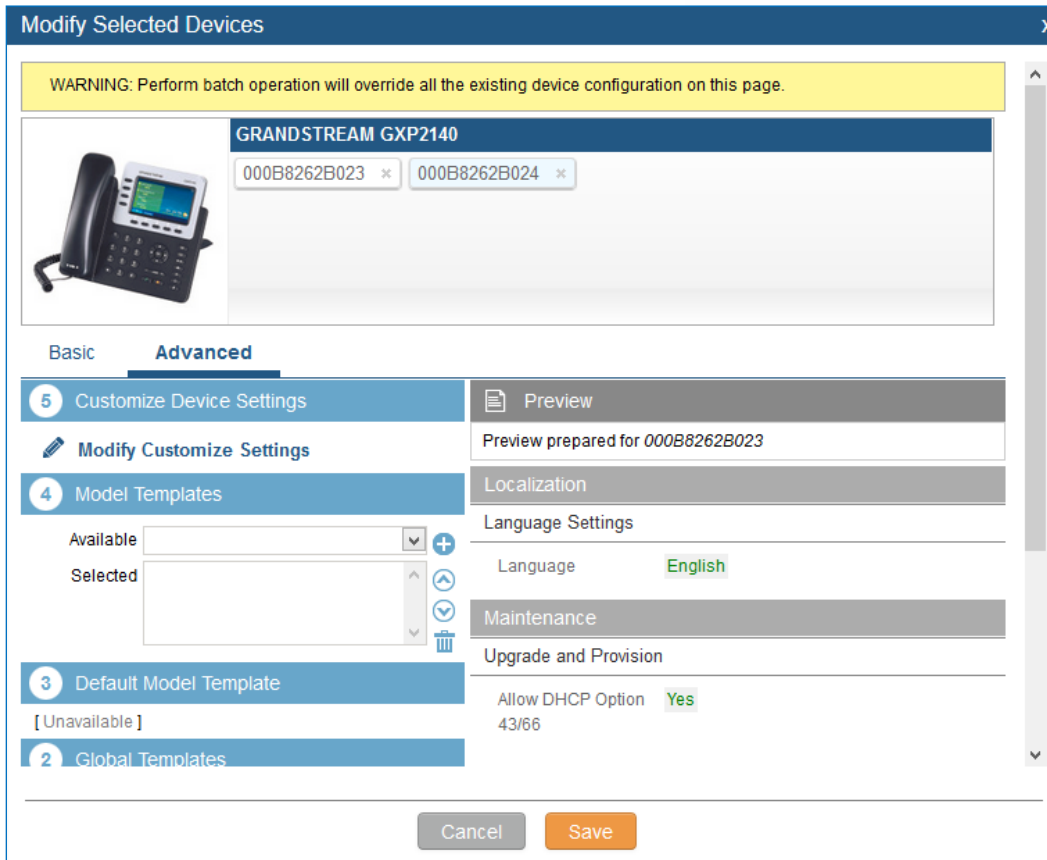 Modify Selected Devices
x
WARNING: Perform batch operation will override all the existing device configuration on this page.
GRANDSTREAM GXP2140
000B8262B023 ×
000B8262B024 ×
Basic
Advanced
5 Customize Device Settings
Modify Customize Settings
4 Model Templates
Available
Selected
3 Default Model Template
[ Unavailable ]
2 Global Templates
Preview
Preview prepared for 000B8262B023
Localization
Language Settings
Language English
Maintenance
Upgrade and Provision
Allow DHCP Option Yes
43/66
Cancel
Save